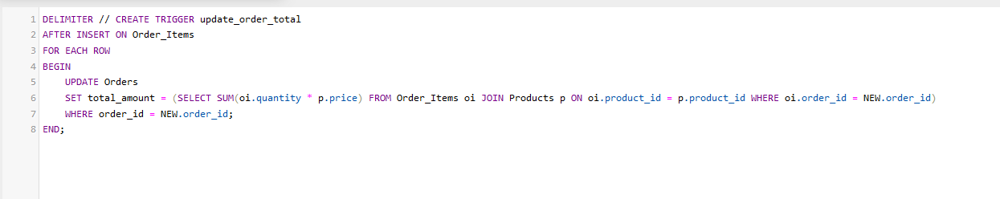 1 DELIMITER // CREATE TRIGGER update_order_total
2 AFTER INSERT ON Order_Items
3 FOR EACH ROW
4 BEGIN
5 UPDATE Orders
6 SET total_amount = (SELECT SUM(oi.quantity * p.price) FROM Order_Items oi JOIN Products p ON oi.product_id = p.product_id WHERE oi.order_id = NEW.order_id)
7 WHERE order_id = NEW.order_id;
8 END;